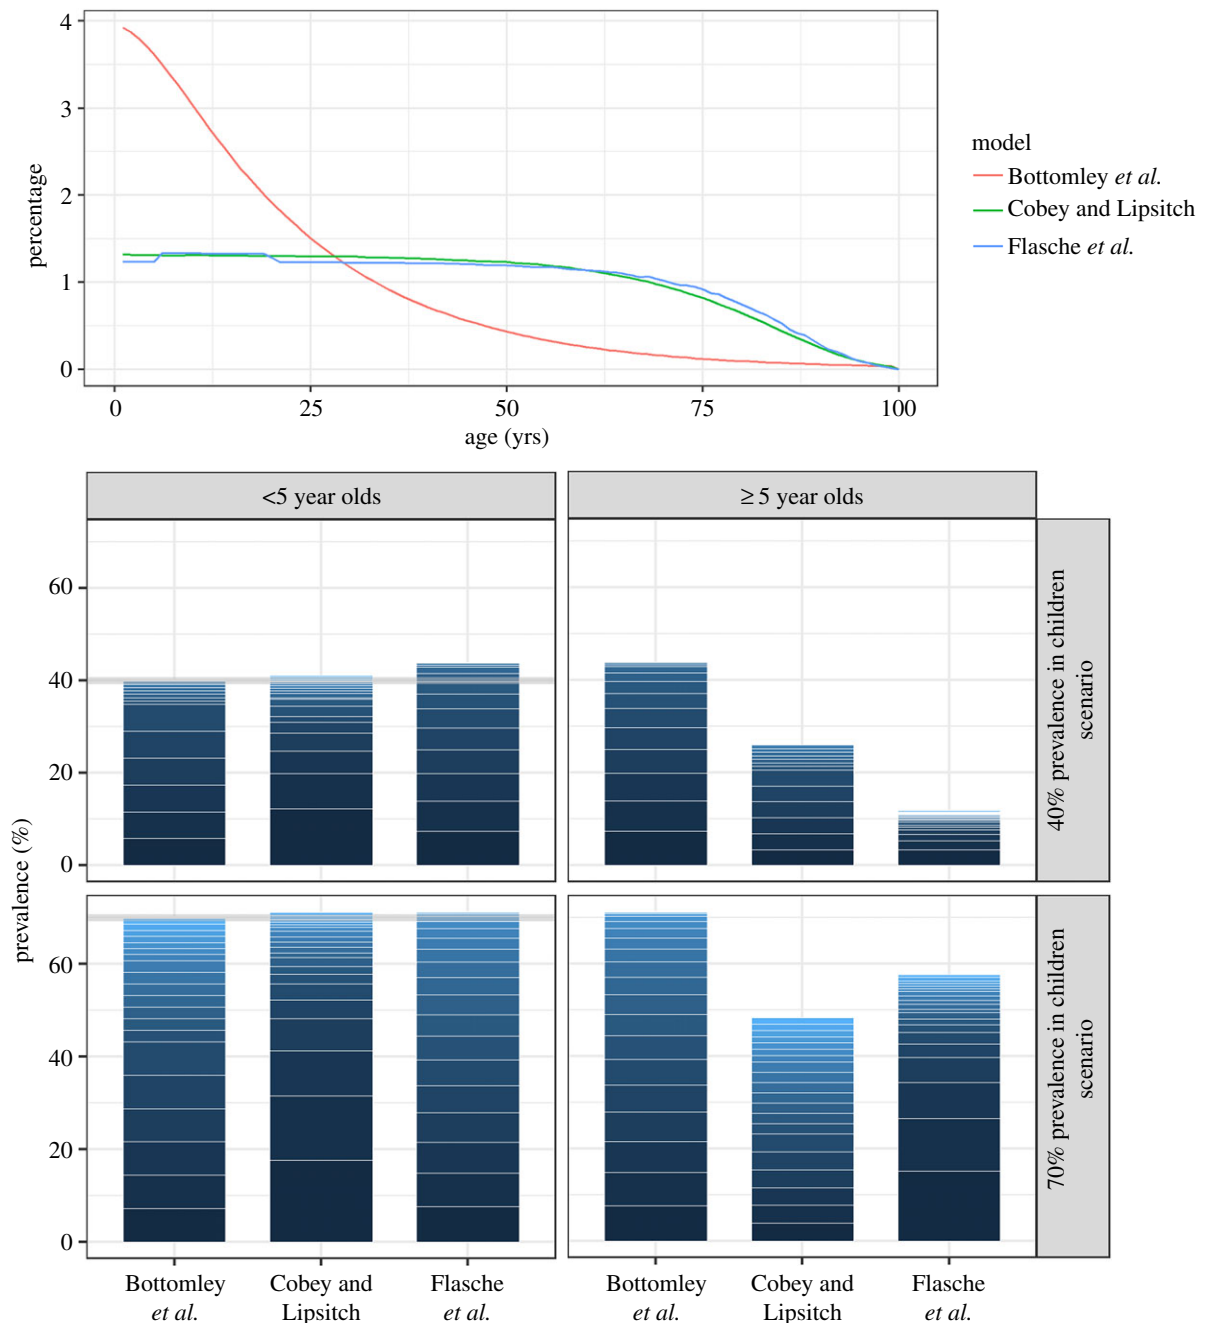 4
3
2
1
0
percentage
0 25 50 75 100
age (yrs)
model
Bottomley et al.
Cobey and Lipsitch
Flasche et al.
<5 year olds
≥ 5 year olds
60
40
20
0
40% prevalence in children
scenario
prevalence (%)
60
40
20
0
70% prevalence in children
scenario
Bottomley Cobey and Flasche Bottomley Cobey and Flasche
et al. Lipsitch et al. et al. Lipsitch et al.